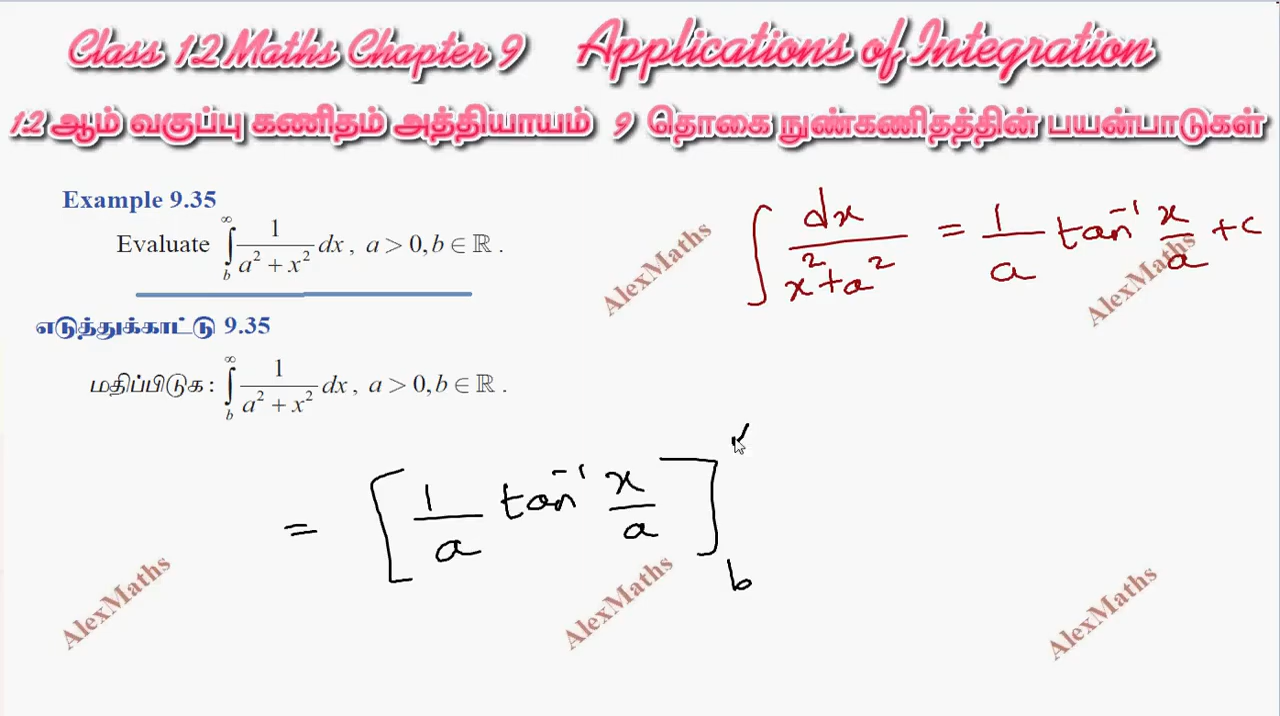 Class 12 Maths Chapter 9 Applications of Integration
12 ஆம் வகுப்பு கணிதம் அத்தியாயம் 9 தொகை நுண்கணிதத்தின் பயன்பாடுகள்
Example 9.35
Evaluate ∫_b^∞ 1/(a² + x²) dx, a > 0, b ∈ ℝ.
∫ dx/(x² + a²) = 1/a tan⁻¹ x/a + c
எடுத்துக்காட்டு 9.35
மதிப்பிடுக : ∫_b^∞ 1/(a² + x²) dx, a > 0, b ∈ ℝ.
= [1/a tan⁻¹ x/a]_b
AlexMaths
AlexMaths
AlexMaths
AlexMaths
AlexMaths